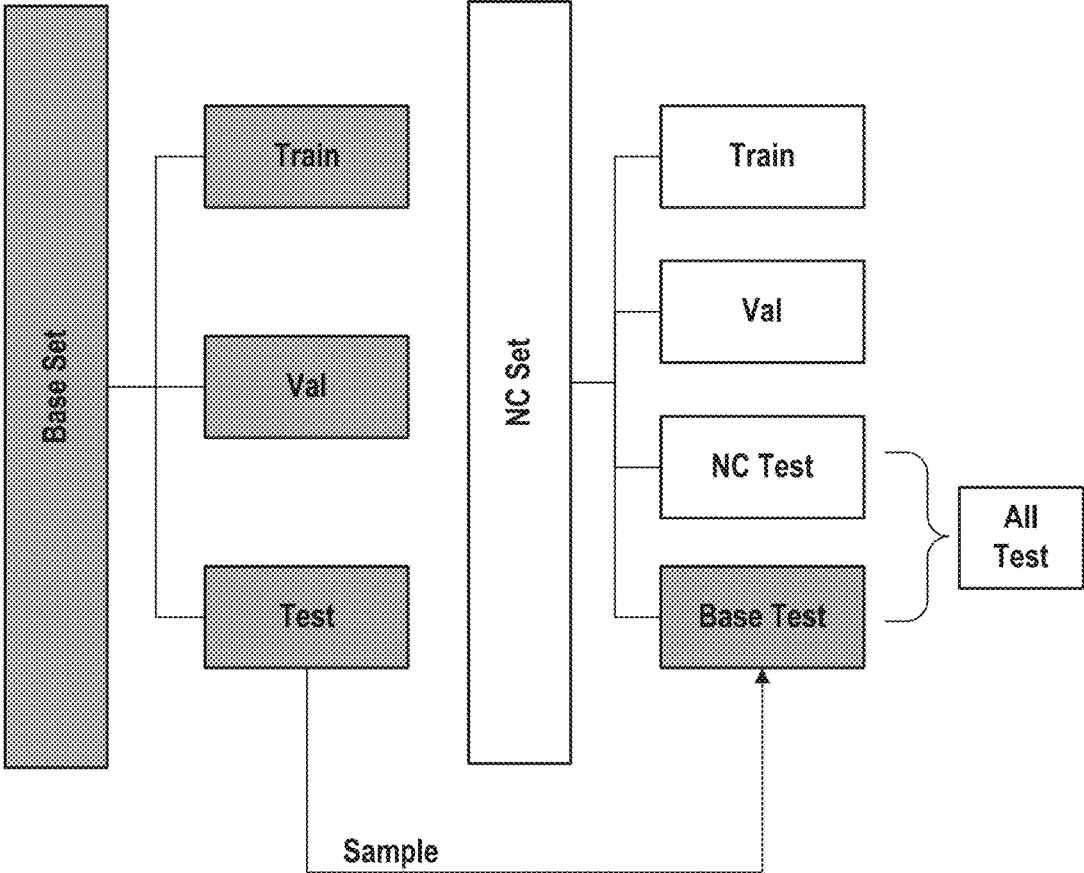 Base Set
Train
Val
Test
NC Set
Train
Val
NC Test
Base Test
All
Test
Sample